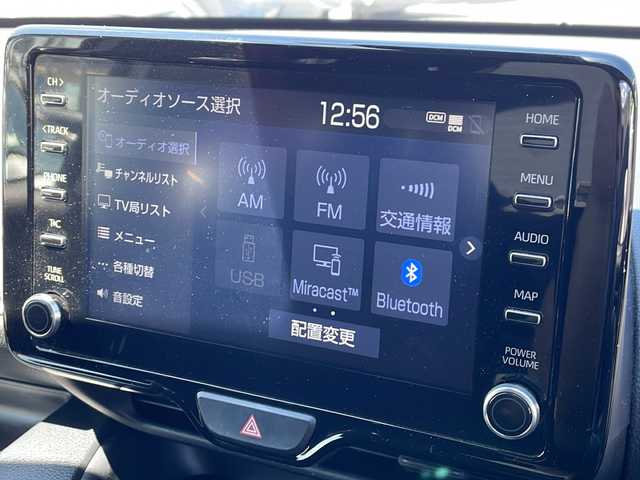 CH>
<TRACK
PHONE
T/C
TUNE
SCROLL
オーディオソース選択
12:56
DCM
DCM
オーディオ選択
チャンネルリスト
TV局リスト
メニュー
各種切替
音設定
AM
FM
交通情報
USB
Miracast™
Bluetooth
配置変更
HOME
MENU
AUDIO
MAP
POWER
VOLUME